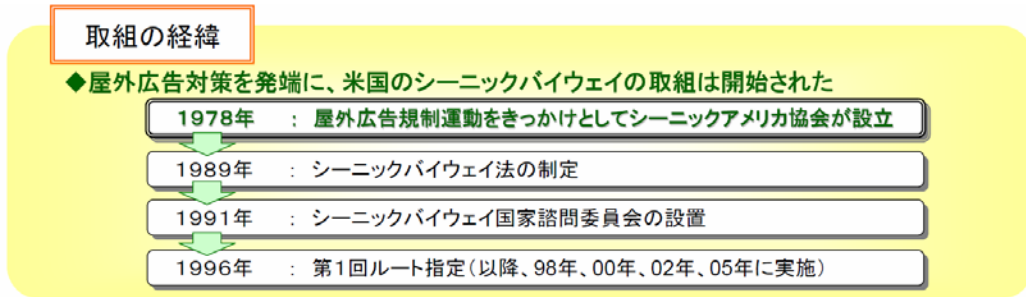 取組の経緯
◆屋外広告対策を発端に、米国のシーニックバイウェイの取組は開始された
1978年 : 屋外広告規制運動をきっかけとしてシーニックアメリカ協会が設立
1989年 : シーニックバイウェイ法の制定
1991年 : シーニックバイウェイ国家諮問委員会の設置
1996年 : 第1回ルート指定(以降、98年、00年、02年、05年に実施)